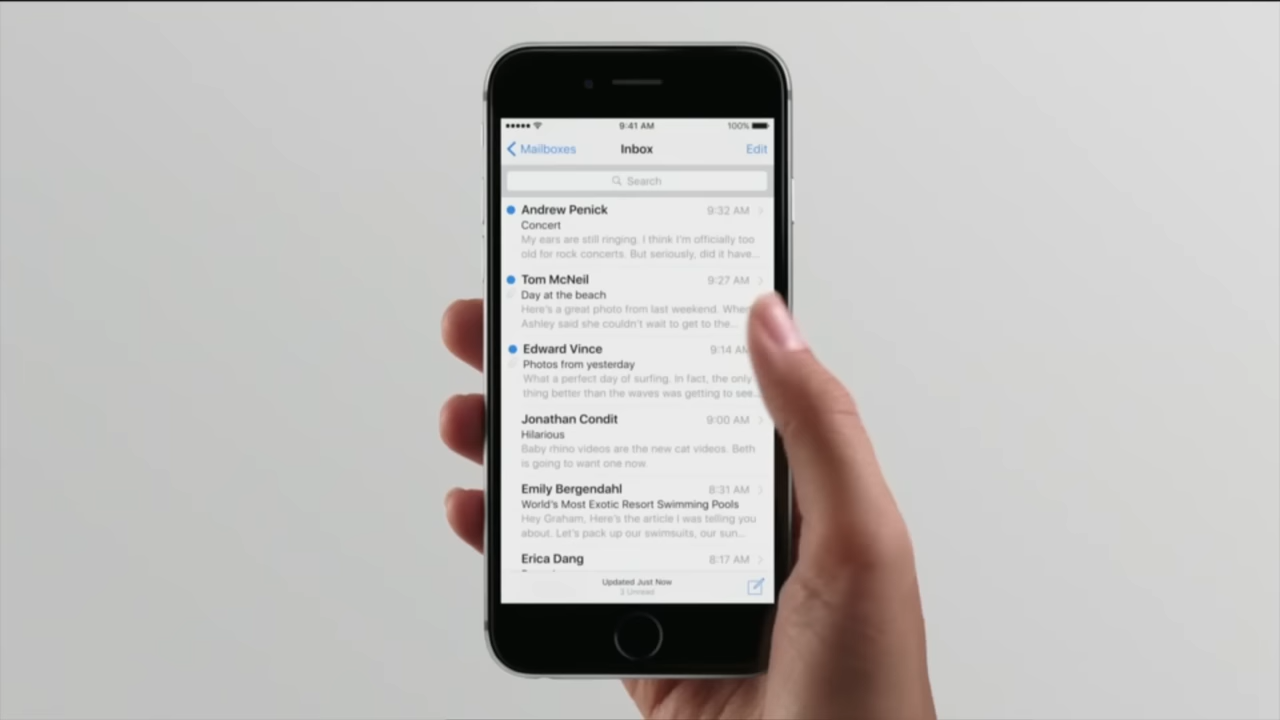 9:41 AM
100%
Mailboxes
Inbox
Edit
Search
Andrew Penick
9:32 AM
Concert
My ears are still ringing. I think I'm officially too
old for rock concerts. But seriously, did it have...
Tom McNeil
9:27 AM
Day at the beach
Here's a great photo from last weekend.
Ashley said she couldn't wait to get to the...
Edward Vince
9:14 AM
Photos from yesterday
What a perfect day of surfing. In fact, the only
thing better than the waves was getting to see...
Jonathan Condit
9:00 AM
Hilarious
Baby rhino videos are the new cat videos. Beth
is going to want one now.
Emily Bergendahl
8:31 AM
World's Most Exotic Resort Swimming Pools
Hey Graham, Here's the article I was telling you
about. Let's pack up our swimsuits, our sun...
Erica Dang
8:17 AM
Updated Just Now
3 Unread